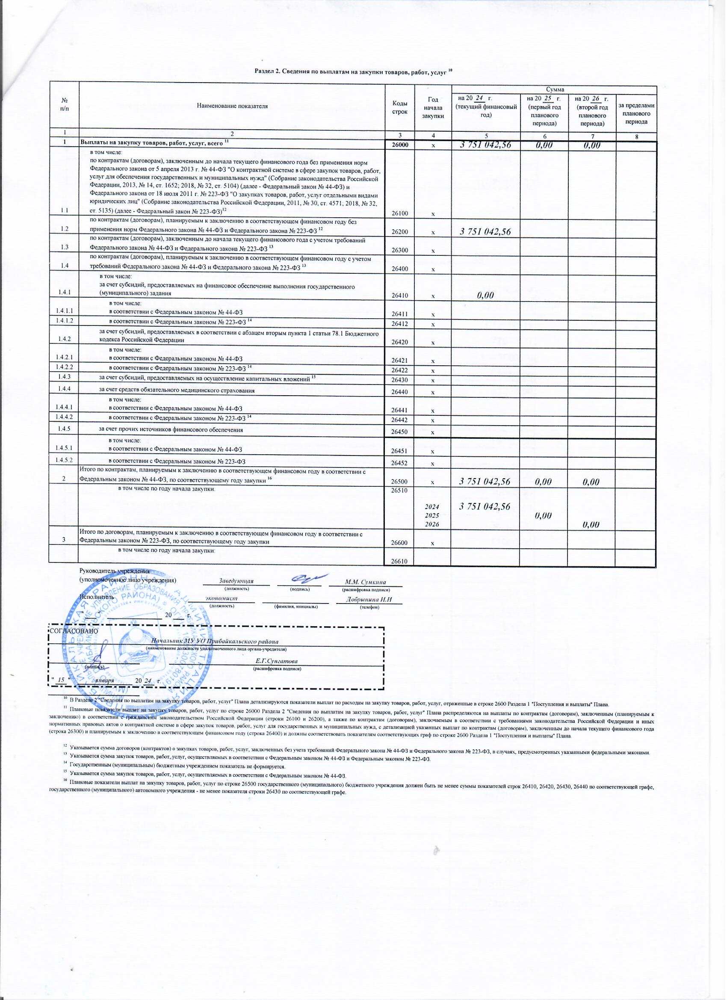 Раздел 2. Сведения по выплатам на закупки товаров, работ, услуг 10
№ п/п
Наименование показателя
Коды строк
Год начала закупки
Сумма
на 20 24 г. (текущий финансовый год)
на 20 25 г. (первый год планового периода)
на 20 26 г. (второй год планового периода)
за пределами планового периода
1 2 3 4 5 6 7 8
1 Выплаты на закупку товаров, работ, услуг, всего 11 26000 х 3 751 042,56 0,00 0,00
в том числе:
по контрактам (договорам), заключенным до начала текущего финансового года без применения норм
Федерального закона от 5 апреля 2013 г. № 44-ФЗ "О контрактной системе в сфере закупок товаров, работ,
услуг для обеспечения государственных и муниципальных нужд" (Собрание законодательства Российской
Федерации, 2013, № 14, ст. 1652; 2018, № 32, ст. 5104) (далее - Федеральный закон № 44-ФЗ) и
Федерального закона от 18 июля 2011 г. № 223-ФЗ "О закупках товаров, работ, услуг отдельными видами
юридических лиц" (Собрание законодательства Российской Федерации, 2011, № 30, ст. 4571; 2018, № 32,
1 1 ст. 5135) (далее - Федеральный закон № 223-ФЗ)12 26100 х
по контрактам (договорам), планируемым к заключению в соответствующем финансовом году без
1.2 применения норм Федерального закона № 44-ФЗ и Федерального закона № 223-ФЗ 12 26200 х 3 751 042,56
по контрактам (договорам), заключенным до начала текущего финансового года с учетом требований
1.3 Федерального закона № 44-ФЗ и Федерального закона № 223-ФЗ 13 26300 х
по контрактам (договорам), планируемым к заключению в соответствующем финансовом году с учетом
1.4 требований Федерального закона № 44-ФЗ и Федерального закона № 223-ФЗ 13 26400 х
в том числе:
за счет субсидий, предоставляемых на финансовое обеспечение выполнения государственного
1.4.1 (муниципального) задания 26410 х 0,00
в том числе:
1.4.1.1 в соответствии с Федеральным законом № 44-ФЗ 26411 х
1.4.1.2 в соответствии с Федеральным законом № 223-ФЗ 14 26412 х
за счет субсидий, предоставляемых в соответствии с абзацем вторым пункта 1 статьи 78.1 Бюджетного
1.4.2 кодекса Российской Федерации 26420 х
в том числе:
1.4.2.1 в соответствии с Федеральным законом № 44-ФЗ 26421 х
1.4.2.2 в соответствии с Федеральным законом № 223-ФЗ 14 26422 х
1.4.3 за счет субсидий, предоставляемых на осуществление капитальных вложений 15 26430 х
1.4.4 за счет средств обязательного медицинского страхования 26440 х
в том числе:
1.4.4.1 в соответствии с Федеральным законом № 44-ФЗ 26441 х
1.4.4.2 в соответствии с Федеральным законом № 223-ФЗ 14 26442 х
1.4.5 за счет прочих источников финансового обеспечения 26450 х
в том числе:
1.4.5.1 в соответствии с Федеральным законом № 44-ФЗ 26451 х
1.4.5.2 в соответствии с Федеральным законом № 223-ФЗ 26452 х
Итого по контрактам, планируемым к заключению в соответствующем финансовом году в соответствии с
2 Федеральным законом № 44-ФЗ, по соответствующему году закупки 16 26500 х 3 751 042,56 0,00 0,00
в том числе по году начала закупки: 26510
2024 3 751 042,56
2025 0,00
2026 0,00
Итого по договорам, планируемым к заключению в соответствующем финансовом году в соответствии с
3 Федеральным законом № 223-ФЗ, по соответствующему году закупки 26600 х
в том числе по году начала закупки:
26610
Руководитель учреждения
(уполномоченное лицо учреждения) Заведующая М.М. Сумкина
(должность) (подпись) (расшифровка подписи)
Исполнитель экономист Добрынина И.И
(должность) (фамилия, инициалы) (телефон)
" " 20 г.
СОГЛАСОВАНО
Начальник МУ УО Прибайкальского района
(наименование должности уполномоченного лица органа-учредителя)
Е.Г.Сунгатова
(подпись) (расшифровка подписи)
" 15 " января 20 24 г.
10 В Разделе 2 "Сведения по выплатам на закупку товаров, работ, услуг" Плана детализируются показатели выплат по расходам на закупку товаров, работ, услуг, отраженные в строке 2600 Раздела 1 "Поступления и выплаты" Плана.
11 Плановые показатели выплат на закупку товаров, работ, услуг по строке 26000 Раздела 2 "Сведения по выплатам на закупку товаров, работ, услуг" Плана распределяются на выплаты по контрактам (договорам), заключенным (планируемым к
заключению) в соответствии с гражданским законодательством Российской Федерации (строки 26100 и 26200), а также по контрактам (договорам), заключаемым в соответствии с требованиями законодательства Российской Федерации и иных
нормативных правовых актов о контрактной системе в сфере закупок товаров, работ, услуг для государственных и муниципальных нужд, с детализацией указанных выплат по контрактам (договорам), заключенным до начала текущего финансового года
(строка 26300) и планируемым к заключению в соответствующем финансовом году (строка 26400) и должны соответствовать показателям соответствующих граф по строке 2600 Раздела 1 "Поступления и выплаты" Плана.
12 Указывается сумма договоров (контрактов) о закупках товаров, работ, услуг, заключенных без учета требований Федерального закона № 44-ФЗ и Федерального закона № 223-ФЗ, в случаях, предусмотренных указанными федеральными законами.
13 Указывается сумма закупок товаров, работ, услуг, осуществляемых в соответствии с Федеральным законом № 44-ФЗ и Федеральным законом № 223-ФЗ.
14 Государственным (муниципальным) бюджетным учреждением показатель не формируется.
15 Указывается сумма закупок товаров, работ, услуг, осуществляемых в соответствии с Федеральным законом № 44-ФЗ.
16 Плановые показатели выплат на закупку товаров, работ, услуг по строке 26500 государственного (муниципального) бюджетного учреждения должен быть не менее суммы показателей строк 26410, 26420, 26430, 26440 по соответствующей графе,
государственного (муниципального) автономного учреждения - не менее показателя строки 26430 по соответствующей графе.